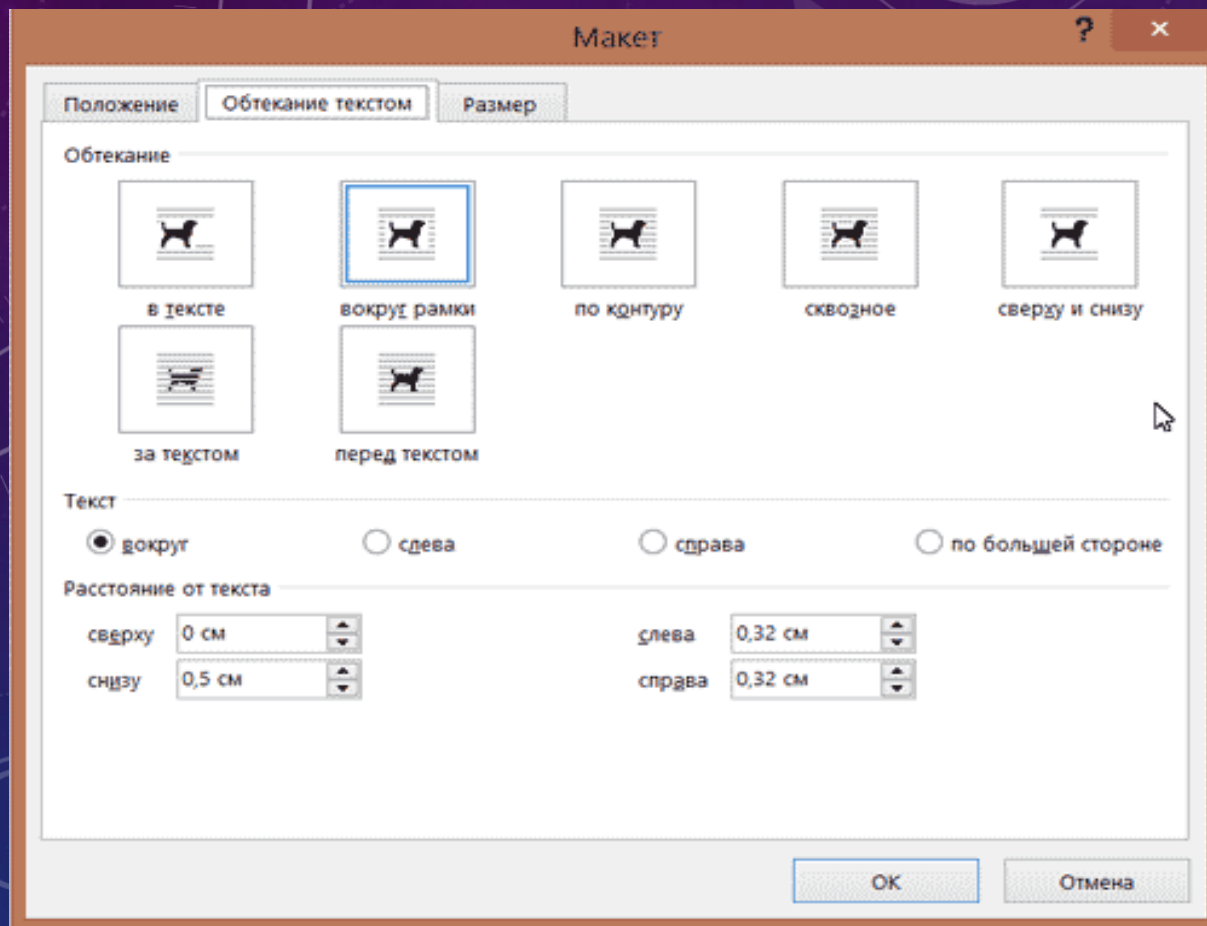 Макет ? ×
Положение Обтекание текстом Размер
Обтекание
в тексте вокруг рамки по контуру сквозное сверху и снизу
за текстом перед текстом
Текст
вокруг слева справа по большей стороне
Расстояние от текста
сверху 0 см слева 0,32 см
снизу 0,5 см справа 0,32 см
ОК Отмена